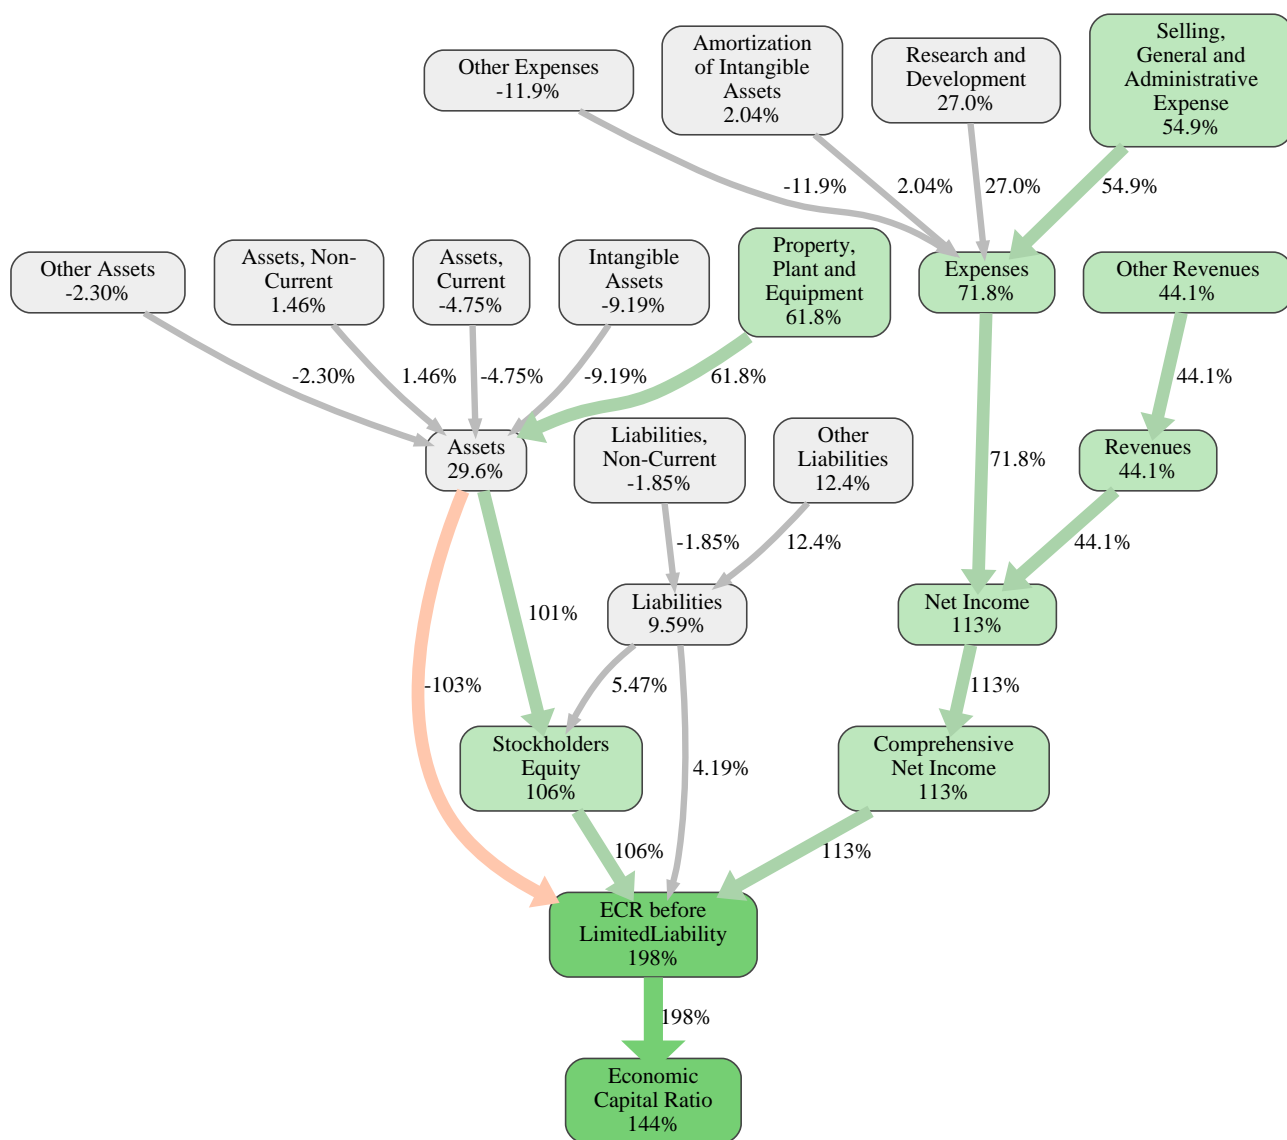 Other Expenses
-11.9%
Amortization
of Intangible
Assets
2.04%
Research and
Development
27.0%
Selling,
General and
Administrative
Expense
54.9%
-11.9%
2.04%
27.0%
54.9%
Other Assets
-2.30%
Assets, Non-
Current
1.46%
Assets,
Current
-4.75%
Intangible
Assets
-9.19%
Property,
Plant and
Equipment
61.8%
Expenses
71.8%
Other Revenues
44.1%
-2.30%
1.46%
-4.75%
-9.19%
61.8%
44.1%
Assets
29.6%
Liabilities,
Non-Current
-1.85%
Other
Liabilities
12.4%
71.8%
Revenues
44.1%
-1.85%
12.4%
44.1%
101%
Liabilities
9.59%
Net Income
113%
-103%
5.47%
113%
Stockholders
Equity
106%
4.19%
Comprehensive
Net Income
113%
106%
113%
ECR before
LimitedLiability
198%
198%
Economic
Capital Ratio
144%